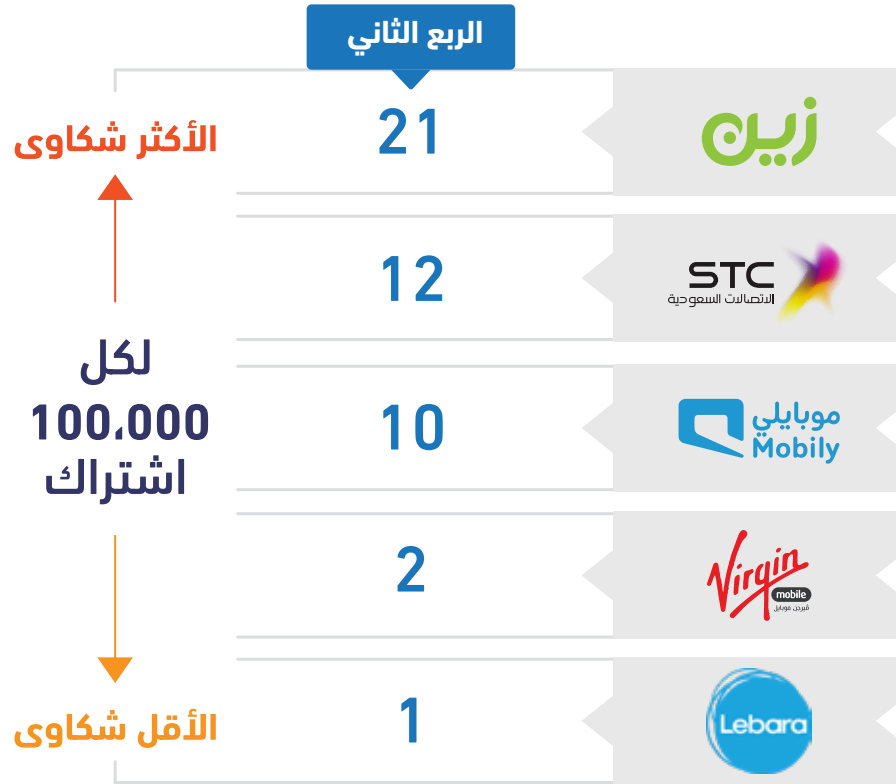 الربع الثاني
زين
21
الأكثر شكاوى
STC
الاتصالات السعودية
12
لكل
100،000
اشتراك
موبايلي
Mobily
10
Virgin
mobile
ڤيرجن موبايل
2
Lebara
1
الأقل شكاوى